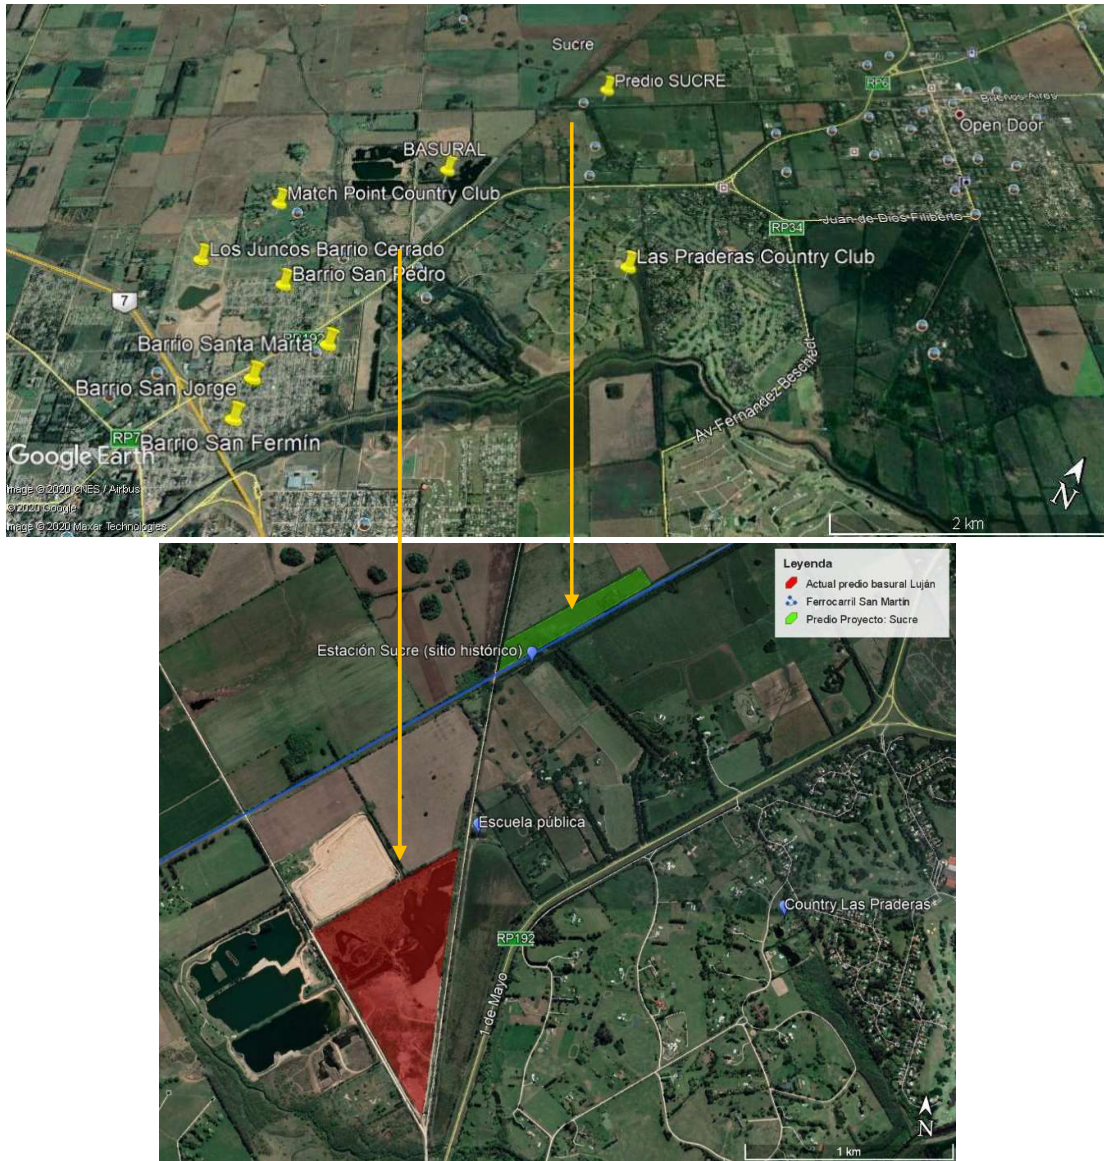 Sucre
Predio SUCRE
RP6
Buenos Aires
Open Door
BASURAL
Match Point Country Club
Juan de Dios Filiberto
RP34
Los Juncos Barrio Cerrado
Las Praderas Country Club
Barrio San Pedro
7
RP192
Barrio Santa Marta
Av-Fernandez-Beschtedt
Barrio San Jorge
RP7
Barrio San Fermín
Google Earth
Image © 2020 CNES / Airbus
© 2020 Google
Image © 2020 Maxar Technologies
N
2 km
Leyenda
Actual predio basural Luján
Ferrocarril San Martín
Predio Proyecto: Sucre
Estación Sucre (sitio histórico)
Escuela pública
Country Las Praderas
RP192
1 de Mayo
N
1 km